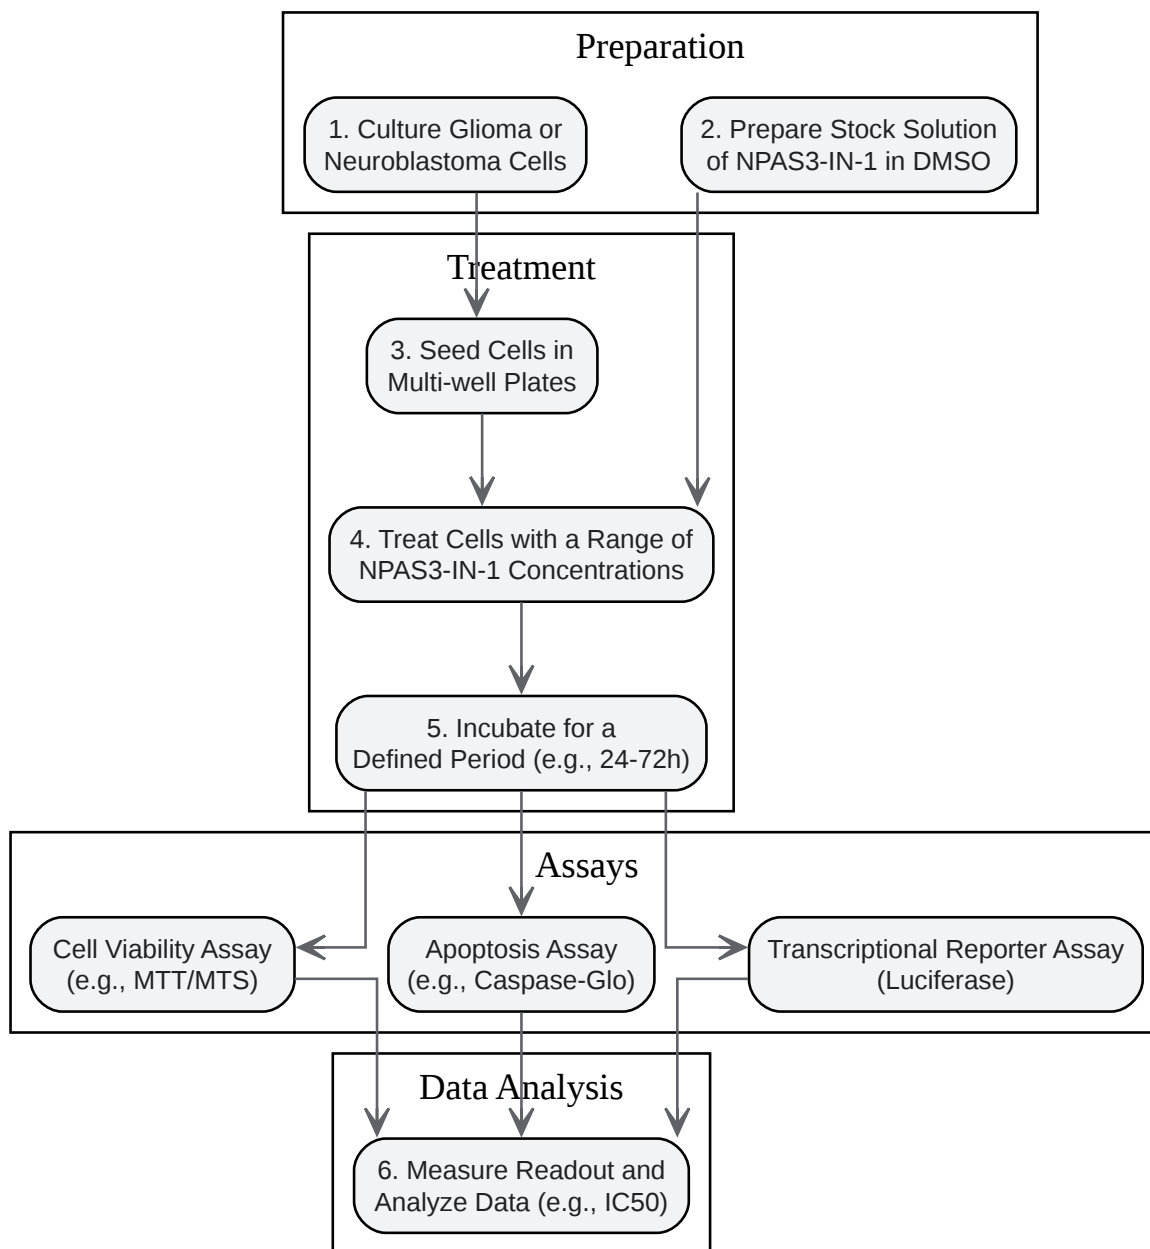 Preparation
1. Culture Glioma or
Neuroblastoma Cells
2. Prepare Stock Solution
of NPAS3-IN-1 in DMSO
Treatment
3. Seed Cells in
Multi-well Plates
4. Treat Cells with a Range of
NPAS3-IN-1 Concentrations
5. Incubate for a
Defined Period (e.g., 24-72h)
Assays
Cell Viability Assay
(e.g., MTT/MTS)
Apoptosis Assay
(e.g., Caspase-Glo)
Transcriptional Reporter Assay
(Luciferase)
Data Analysis
6. Measure Readout and
Analyze Data (e.g., IC50)